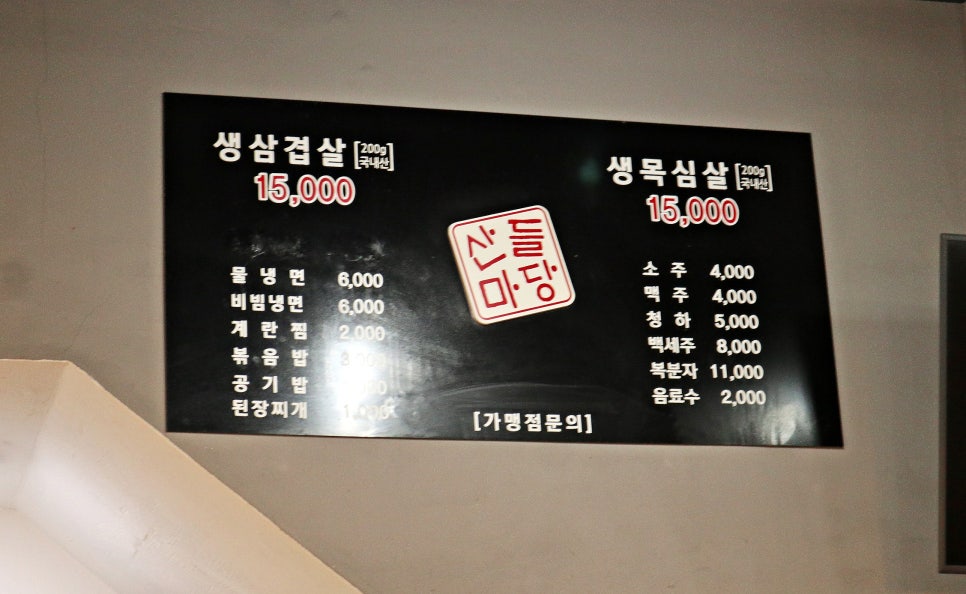 생삼겹살 [200g 국내산]
15,000
물냉면 6,000
비빔냉면 6,000
계란찜 2,000
볶음밥
공기밥
된장찌개 1,000
산들
마당
[가맹점문의]
생목심살 [200g 국내산]
15,000
소주 4,000
맥주 4,000
청하 5,000
백세주 8,000
복분자 11,000
음료수 2,000